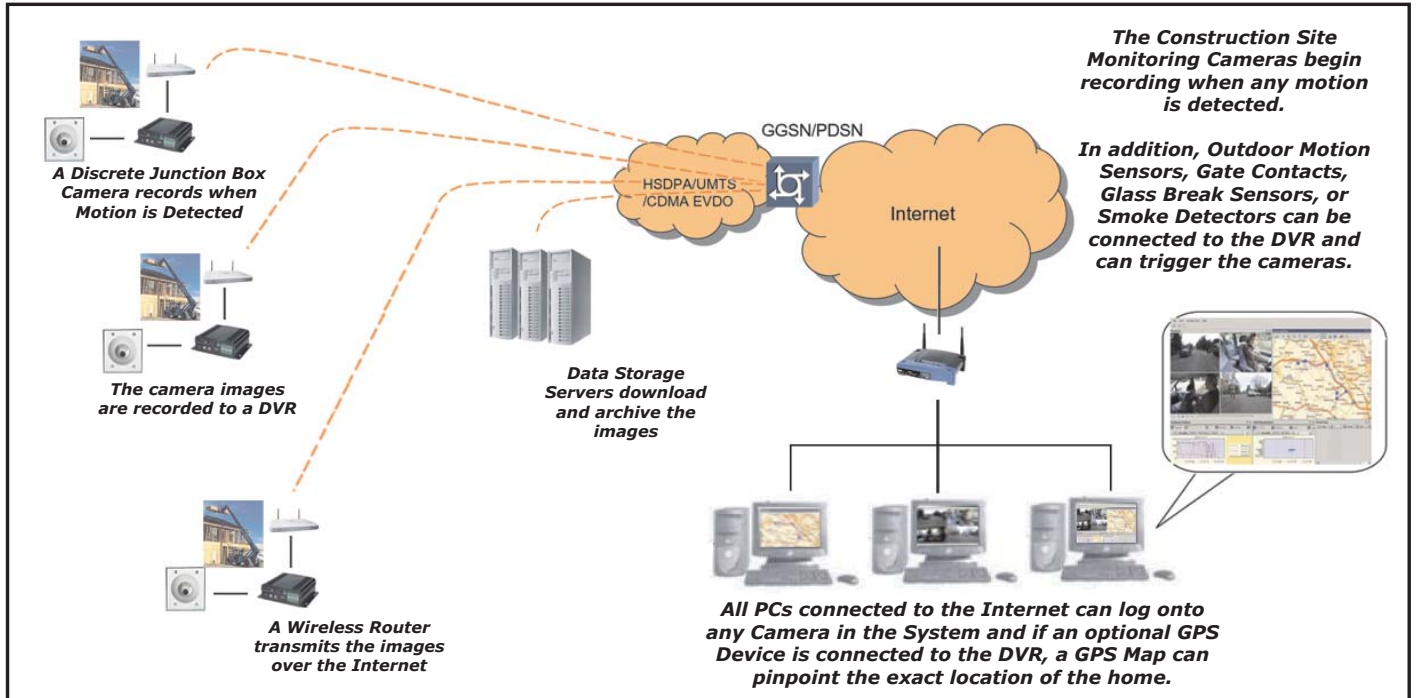 The Construction Site
Monitoring Cameras begin
recording when any motion
is detected.
In addition, Outdoor Motion
Sensors, Gate Contacts,
Glass Break Sensors, or
Smoke Detectors can be
connected to the DVR and
can trigger the cameras.
GGSN/PDSN
HSDPA/UMTS
/CDMA EVDO
Internet
A Discrete Junction Box
Camera records when
Motion is Detected
The camera images
are recorded to a DVR
Data Storage
Servers download
and archive the
images
A Wireless Router
transmits the images
over the Internet
All PCs connected to the Internet can log onto
any Camera in the System and if an optional GPS
Device is connected to the DVR, a GPS Map can
pinpoint the exact location of the home.